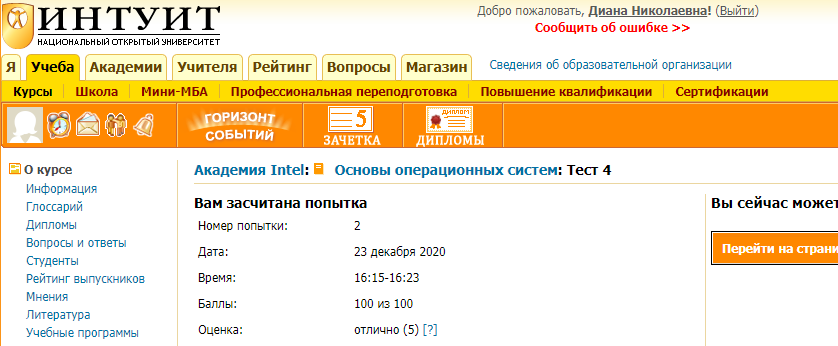 ИНТУИТ
НАЦИОНАЛЬНЫЙ ОТКРЫТЫЙ УНИВЕРСИТЕТ
Добро пожаловать, Диана Николаевна! (Выйти)
Сообщить об ошибке >>
Я Учеба Академии Учителя Рейтинг Вопросы Магазин Сведения об образовательной организации
Курсы Школа Мини-МБА Профессиональная переподготовка Повышение квалификации Сертификации
ГОРИЗОНТ СОБЫТИЙ
5
ЗАЧЕТКА
ДИПЛОМ
ДИПЛОМЫ
О курсе
Информация
Глоссарий
Дипломы
Вопросы и ответы
Студенты
Рейтинг выпускников
Мнения
Литература
Учебные программы
Академия Intel: Основы операционных систем: Тест 4
Вам засчитана попытка
Номер попытки: 2
Дата: 23 декабря 2020
Время: 16:15-16:23
Баллы: 100 из 100
Оценка: отлично (5) [?]
Вы сейчас может
Перейти на страни